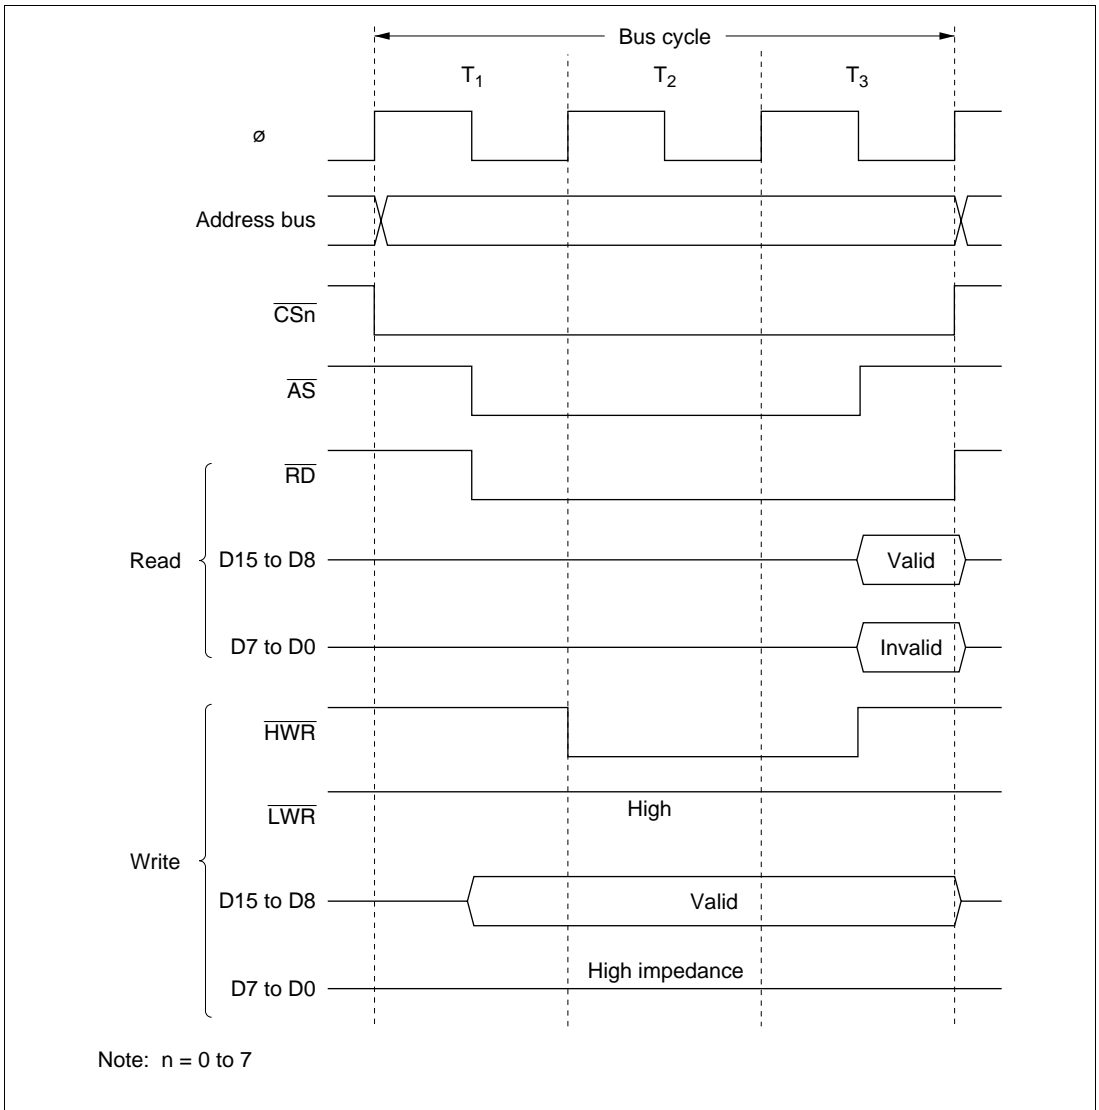 Bus cycle
T1 T2 T3
ø
Address bus
CSn
AS
RD
Read
D15 to D8 Valid
D7 to D0 Invalid
HWR
LWR High
Write
D15 to D8 Valid
D7 to D0 High impedance
Note: n = 0 to 7